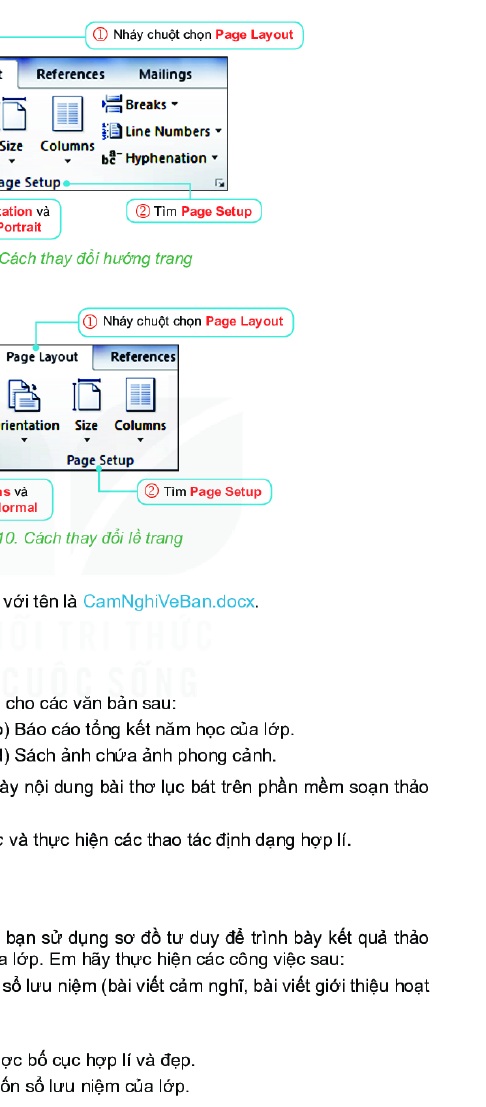 ① Nháy chuột chọn Page Layout
References Mailings
Breaks
Size Columns Line Numbers
Hyphenation
Page Setup
và ② Tìm Page Setup
Portrait
Cách thay đổi hướng trang
① Nháy chuột chọn Page Layout
Page Layout References
Size Columns
Page Setup
và ② Tìm Page Setup
10. Cách thay đổi lề trang
với tên là CamNghiVeBan.docx.
TRI THỨC
CUỘC SỐNG
cho các văn bản sau:
b) Báo cáo tổng kết năm học của lớp.
d) Sách ảnh chứa ảnh phong cảnh.
nội dung bài thơ lục bát trên phần mềm soạn thảo
và thực hiện các thao tác định dạng hợp lí.
bạn sử dụng sơ đồ tư duy để trình bày kết quả thảo
lớp. Em hãy thực hiện các công việc sau:
sổ lưu niệm (bài viết cảm nghĩ, bài viết giới thiệu hoạt
bố cục hợp lí và đẹp.
sổ lưu niệm của lớp.